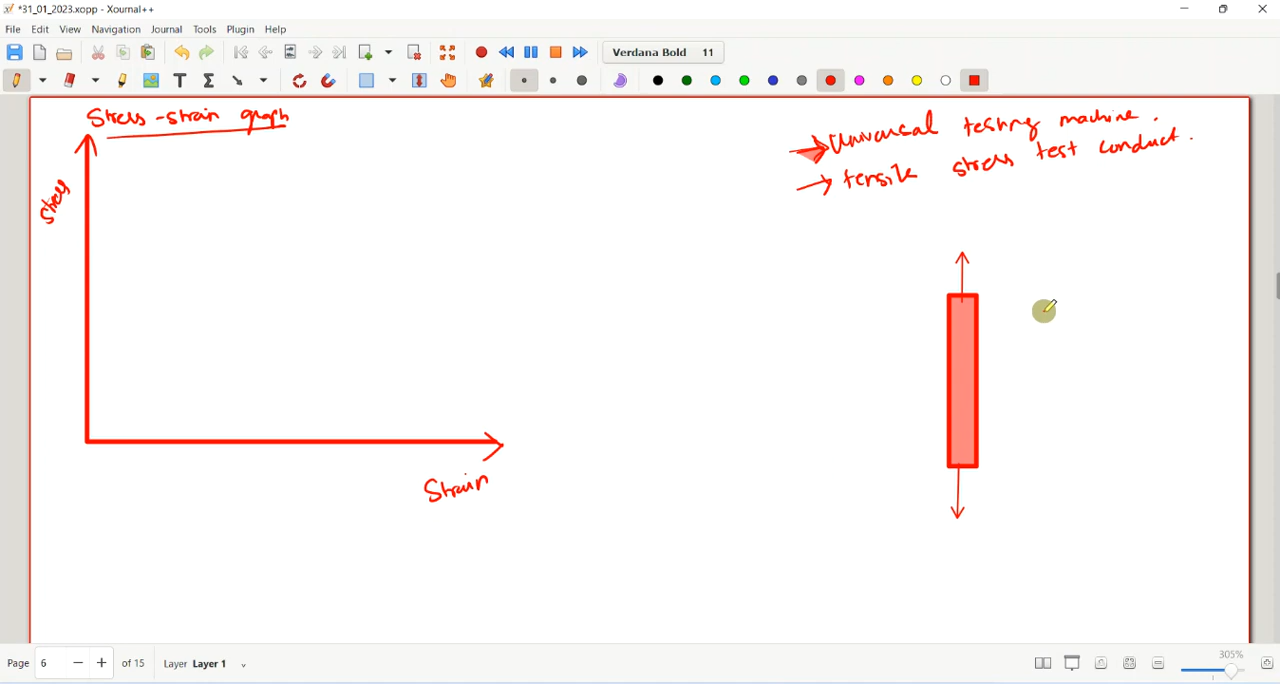 *31_01_2023.xopp - Xournal++
File Edit View Navigation Journal Tools Plugin Help
Verdana Bold 11
Stress - strain graph
Stress
Strain
→ Universal testing machine.
→ tensile stress test conduct.
Page 6 of 15 Layer Layer 1
305%